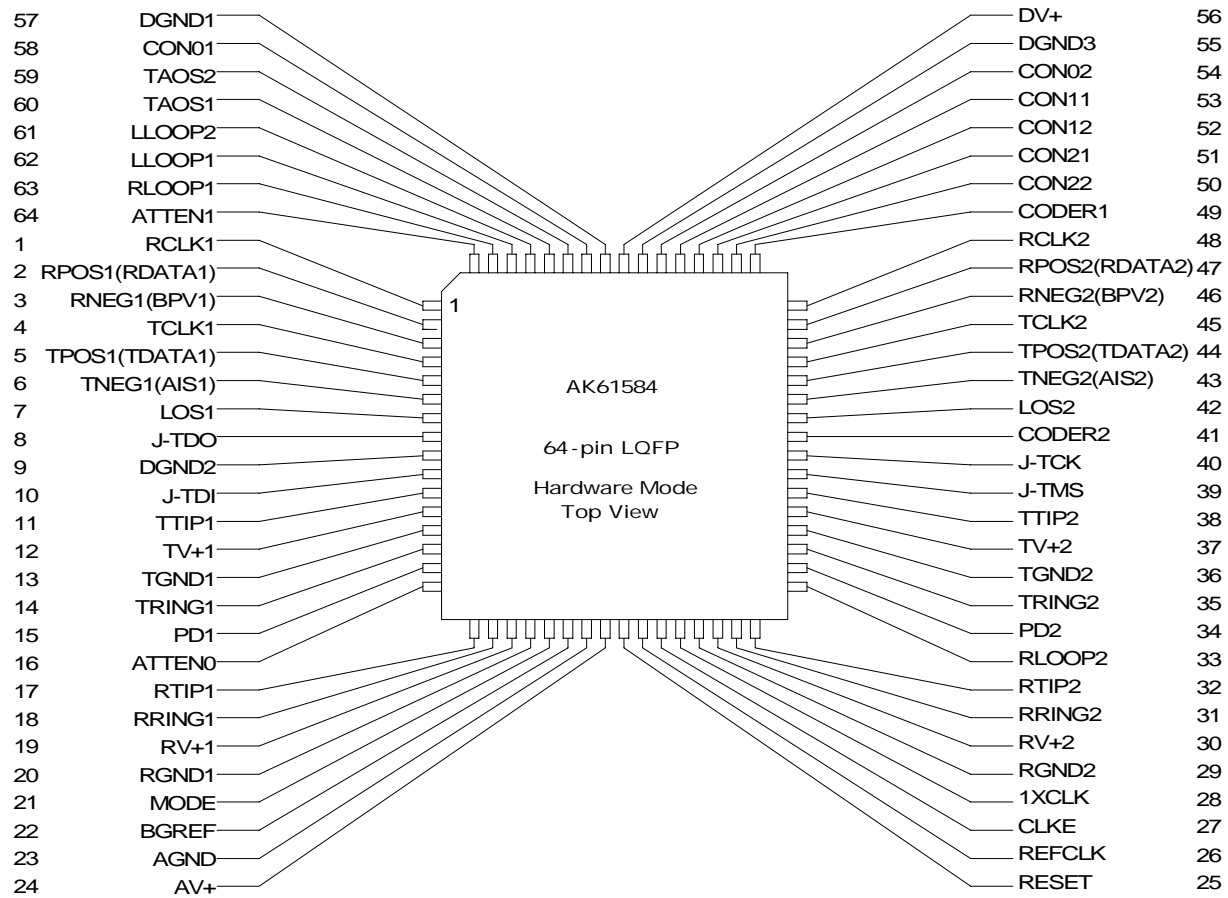 57 DGND1
58 CON01
59 TAOS2
60 TAOS1
61 LLOOP2
62 LLOOP1
63 RLOOP1
64 ATTEN1
1 RCLK1
2 RPOS1(RDATA1)
3 RNEG1(BPV1)
4 TCLK1
5 TPOS1(TDATA1)
6 TNEG1(AIS1)
7 LOS1
8 J-TDO
9 DGND2
10 J-TDI
11 TTIP1
12 TV+1
13 TGND1
14 TRING1
15 PD1
16 ATTEN0
17 RTIP1
18 RRING1
19 RV+1
20 RGND1
21 MODE
22 BGREF
23 AGND
24 AV+
1
AK61584
64-pin LQFP
Hardware Mode
Top View
DV+ 56
DGND3 55
CON02 54
CON11 53
CON12 52
CON21 51
CON22 50
CODER1 49
RCLK2 48
RPOS2(RDATA2) 47
RNEG2(BPV2) 46
TCLK2 45
TPOS2(TDATA2) 44
TNEG2(AIS2) 43
LOS2 42
CODER2 41
J-TCK 40
J-TMS 39
TTIP2 38
TV+2 37
TGND2 36
TRING2 35
PD2 34
RLOOP2 33
RTIP2 32
RRING2 31
RV+2 30
RGND2 29
1XCLK 28
CLKE 27
REFCLK 26
RESET 25